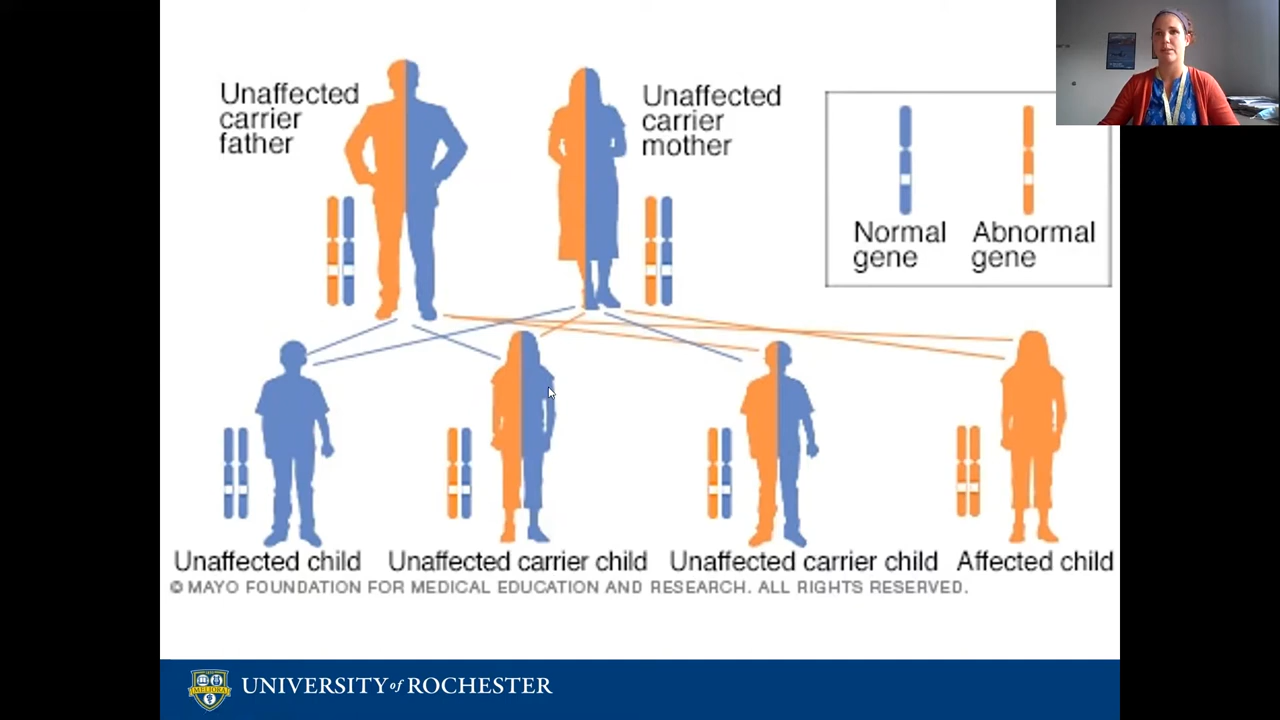 Unaffected
carrier
father
Unaffected
carrier
mother
Normal
gene
Abnormal
gene
Unaffected child
Unaffected carrier child
Unaffected carrier child
Affected child
© MAYO FOUNDATION FOR MEDICAL EDUCATION AND RESEARCH. ALL RIGHTS RESERVED.
MELIORA
UNIVERSITY of ROCHESTER